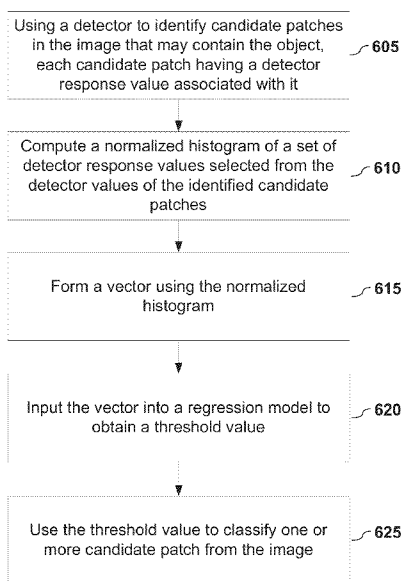 Using a detector to identify candidate patches
in the image that may contain the object,
each candidate patch having a detector
response value associated with it
605
Compute a normalized histogram of a set of
detector response values selected from the
detector values of the identified candidate
patches
610
Form a vector using the normalized
histogram
615
Input the vector into a regression model to
obtain a threshold value
620
Use the threshold value to classify one or
more candidate patch from the image
625